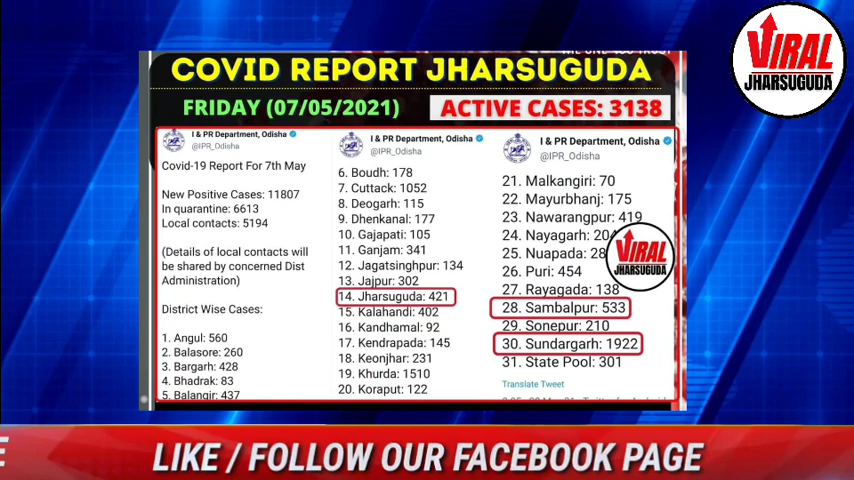 VIRAL
JHARSUGUDA
COVID REPORT JHARSUGUDA
FRIDAY (07/05/2021)
ACTIVE CASES: 3138
I & PR Department, Odisha
@IPR_Odisha
Covid-19 Report For 7th May
New Positive Cases: 11807
In quarantine: 6613
Local contacts: 5194
(Details of local contacts will
be shared by concerned Dist
Administration)
District Wise Cases:
1. Angul: 560
2. Balasore: 260
3. Bargarh: 428
4. Bhadrak: 83
5. Balangir: 437
I & PR Department, Odisha
@IPR_Odisha
6. Boudh: 178
7. Cuttack: 1052
8. Deogarh: 115
9. Dhenkanal: 177
10. Gajapati: 105
11. Ganjam: 341
12. Jagatsinghpur: 134
13. Jajpur: 302
14. Jharsuguda: 421
15. Kalahandi: 402
16. Kandhamal: 92
17. Kendrapada: 145
18. Keonjhar: 231
19. Khurda: 1510
20. Koraput: 122
I & PR Department, Odisha
@IPR_Odisha
21. Malkangiri: 70
22. Mayurbhanj: 175
23. Nawarangpur: 419
24. Nayagarh: 204
25. Nuapada: 28
26. Puri: 454
27. Rayagada: 138
28. Sambalpur: 533
29. Sonepur: 210
30. Sundargarh: 1922
31. State Pool: 301
Translate Tweet
VIRAL
JHARSUGUDA
LIKE / FOLLOW OUR FACEBOOK PAGE